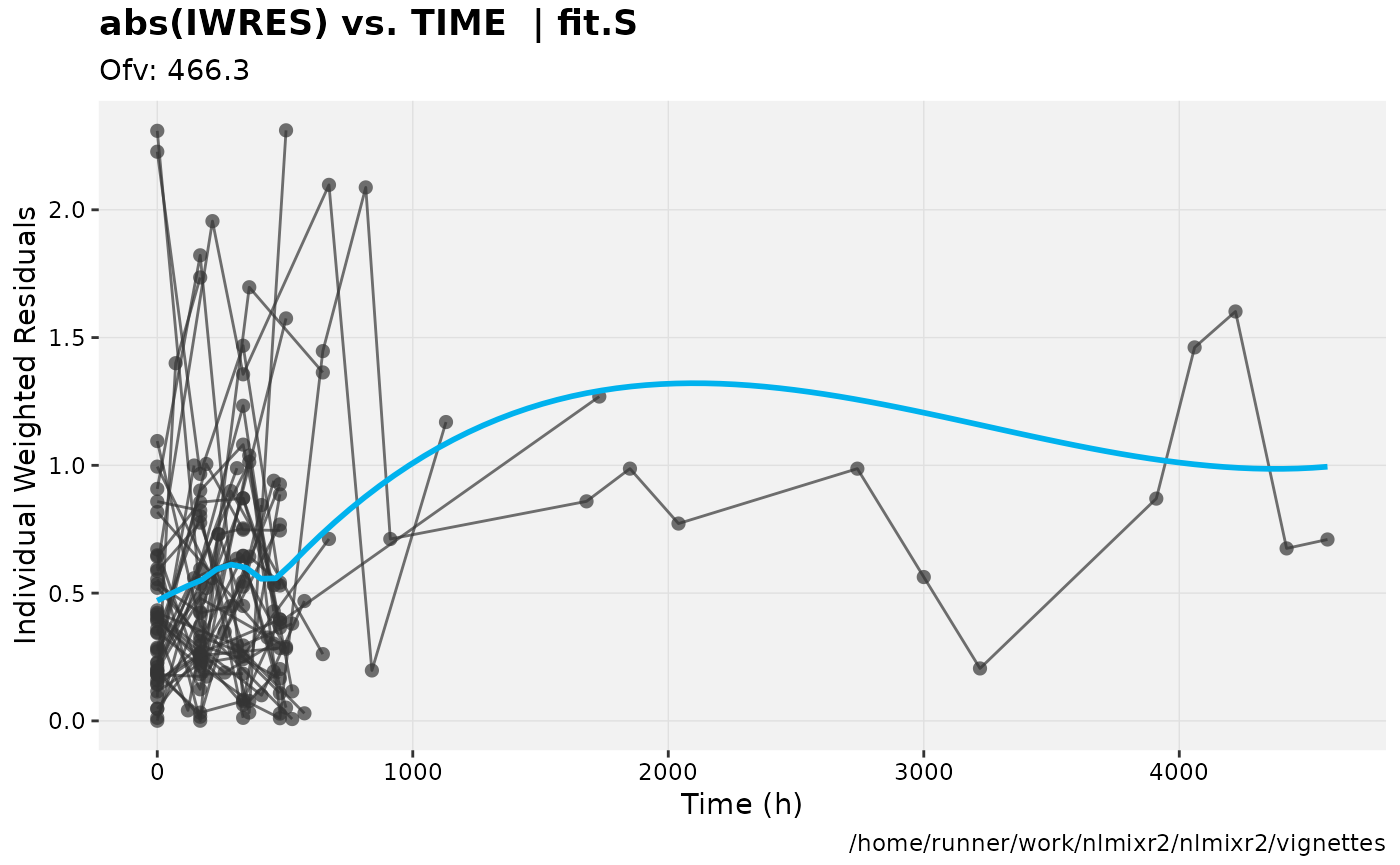 abs(IWRES) vs. TIME  | fit.S
Ofv: 466.3
Individual Weighted Residuals
2.0
1.5
1.0
0.5
0.0
0 1000 2000 3000 4000
Time (h)
/home/runner/work/nlmixr2/nlmixr2/vignettes